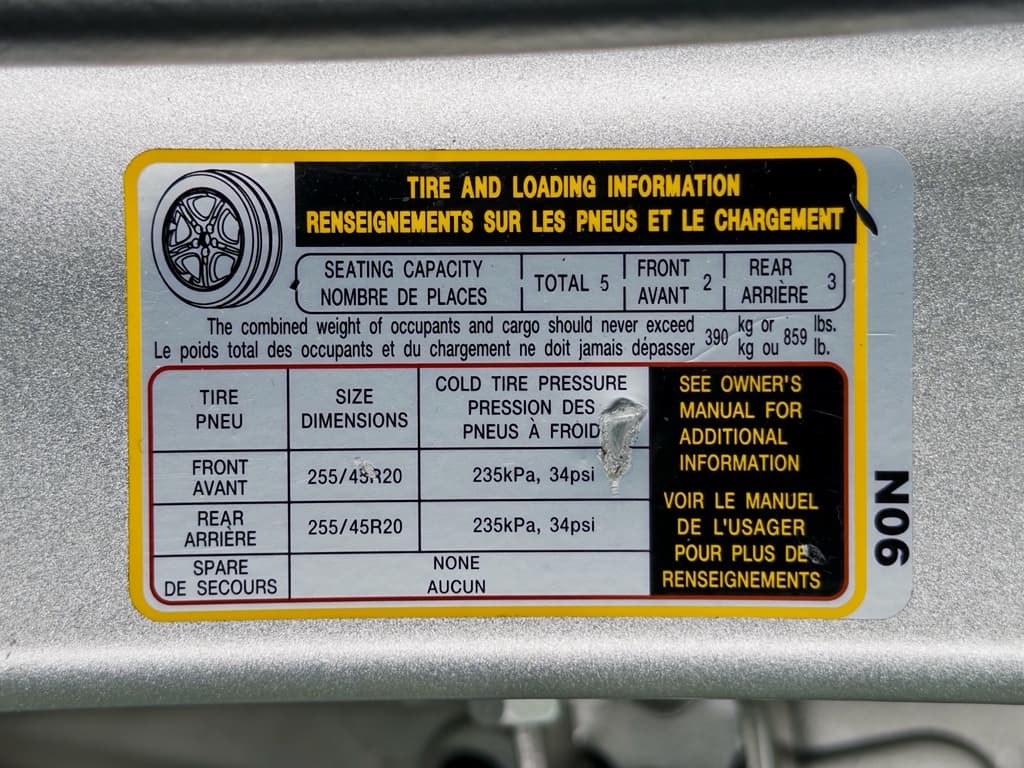 TIRE AND LOADING INFORMATION
RENSEIGNEMENTS SUR LES PNEUS ET LE CHARGEMENT
SEATING CAPACITY
NOMBRE DE PLACES
TOTAL 5
FRONT
AVANT
2
REAR
ARRIÈRE
3
The combined weight of occupants and cargo should never exceed 390 kg or 859 lbs.
Le poids total des occupants et du chargement ne doit jamais dépasser kg ou lb.
TIRE
PNEU
SIZE
DIMENSIONS
COLD TIRE PRESSURE
PRESSION DES
PNEUS À FROID
FRONT
AVANT
255/45R20
235kPa, 34psi
REAR
ARRIÈRE
255/45R20
235kPa, 34psi
SPARE
DE SECOURS
NONE
AUCUN
SEE OWNER'S
MANUAL FOR
ADDITIONAL
INFORMATION
VOIR LE MANUEL
DE L'USAGER
POUR PLUS DE
RENSEIGNEMENTS
N06